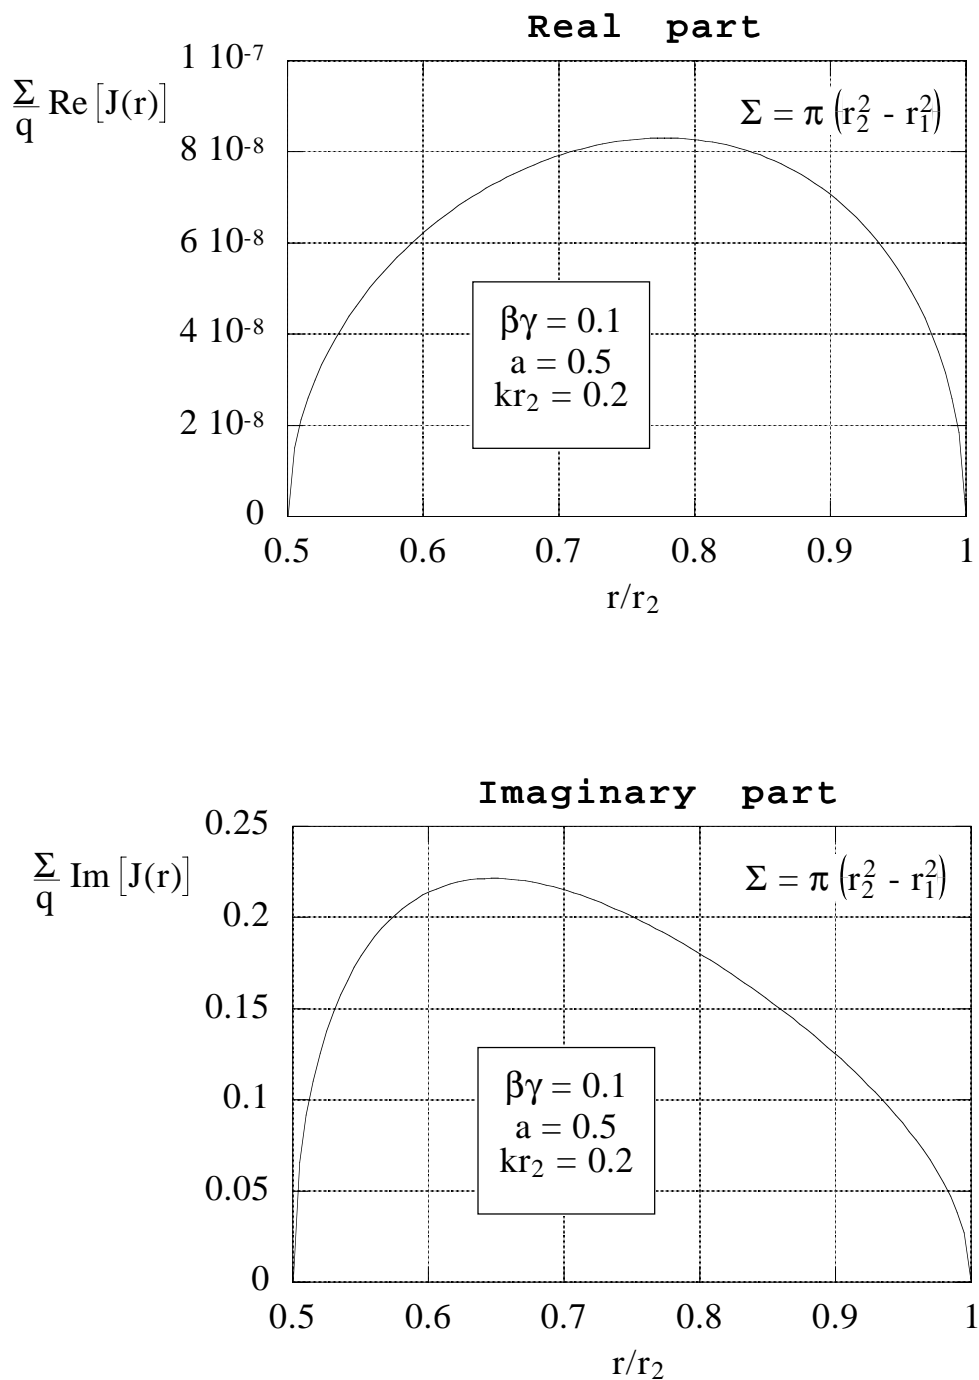 Real part
1 10-7
Σ/q Re [J(r)]
Σ = π (r₂² - r₁²)
8 10-8
6 10-8
βγ = 0.1
4 10-8
a = 0.5
kr₂ = 0.2
2 10-8
0
0.5 0.6 0.7 0.8 0.9 1
r/r₂
Imaginary part
0.25
Σ/q Im [J(r)]
Σ = π (r₂² - r₁²)
0.2
0.15
βγ = 0.1
0.1
a = 0.5
kr₂ = 0.2
0.05
0
0.5 0.6 0.7 0.8 0.9 1
r/r₂